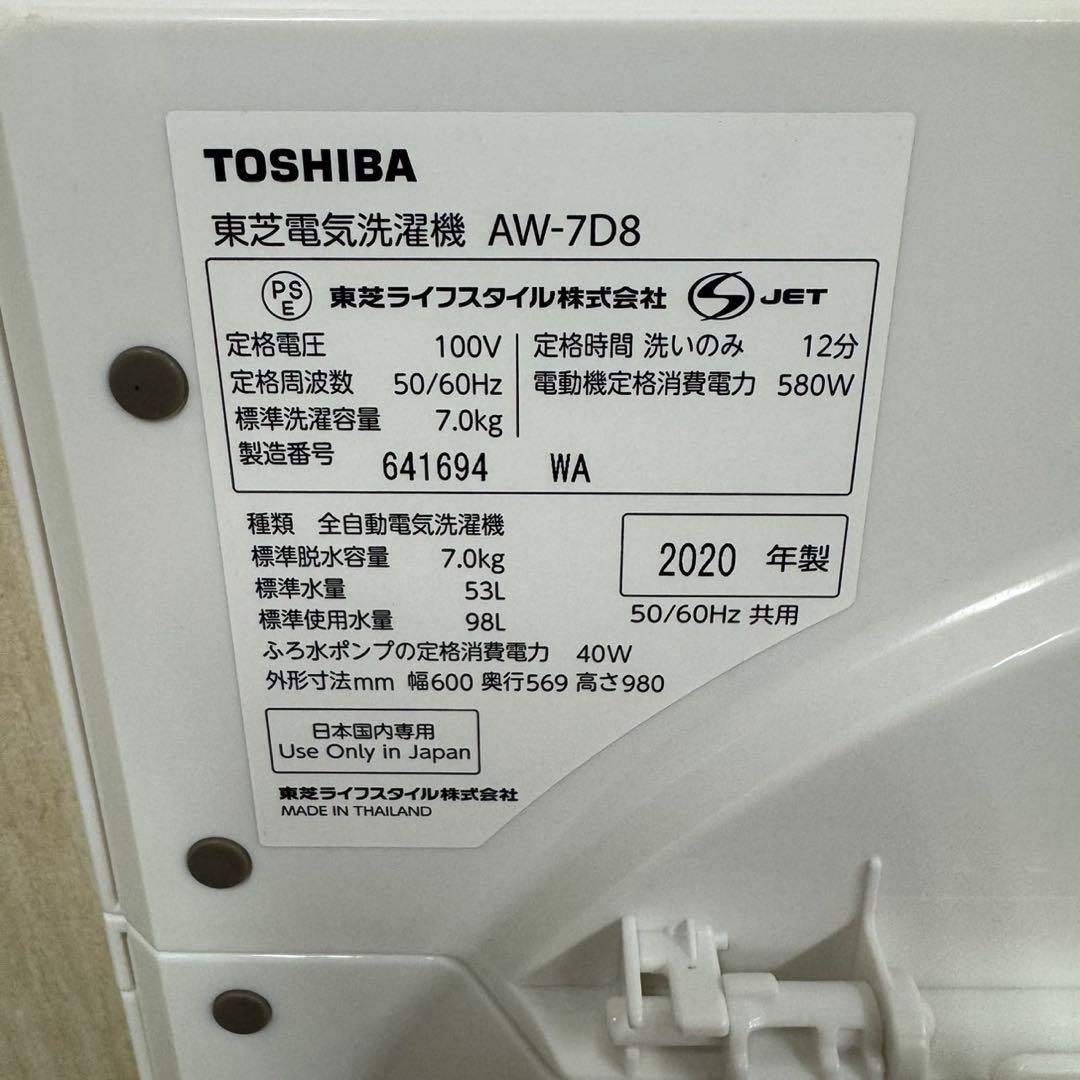 TOSHIBA
東芝電気洗濯機 AW-7D8
PSE 東芝ライフスタイル株式会社 S JET
定格電圧 100V
定格周波数 50/60Hz
標準洗濯容量 7.0kg
定格時間 洗いのみ 12分
電動機定格消費電力 580W
製造番号 641694 WA
種類 全自動電気洗濯機
標準脱水容量 7.0kg
標準水量 53L
標準使用水量 98L
2020 年製
50/60Hz 共用
ふろ水ポンプの定格消費電力 40W
外形寸法mm 幅600 奥行569 高さ980
日本国内専用
Use Only in Japan
東芝ライフスタイル株式会社
MADE IN THAILAND